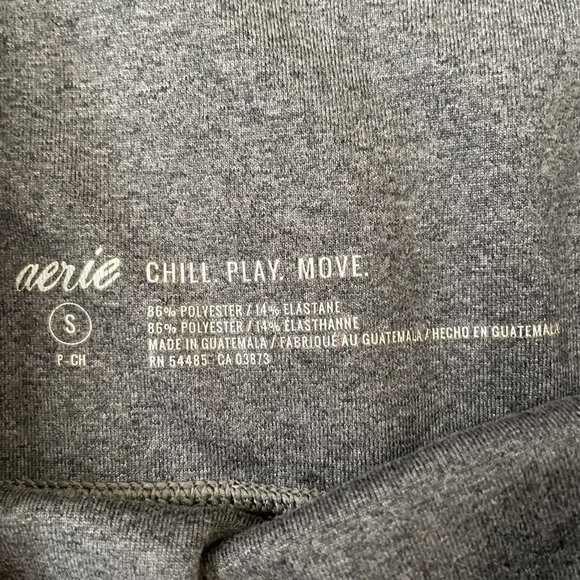 aerie CHILL. PLAY. MOVE.
S
P-CH
86% POLYESTER / 14% ELASTANE
86% POLYESTER / 14% ÉLASTHANNE
MADE IN GUATEMALA / FABRIQUÉ AU GUATEMALA / HECHO EN GUATEMALA
RN 54485 CA 03873